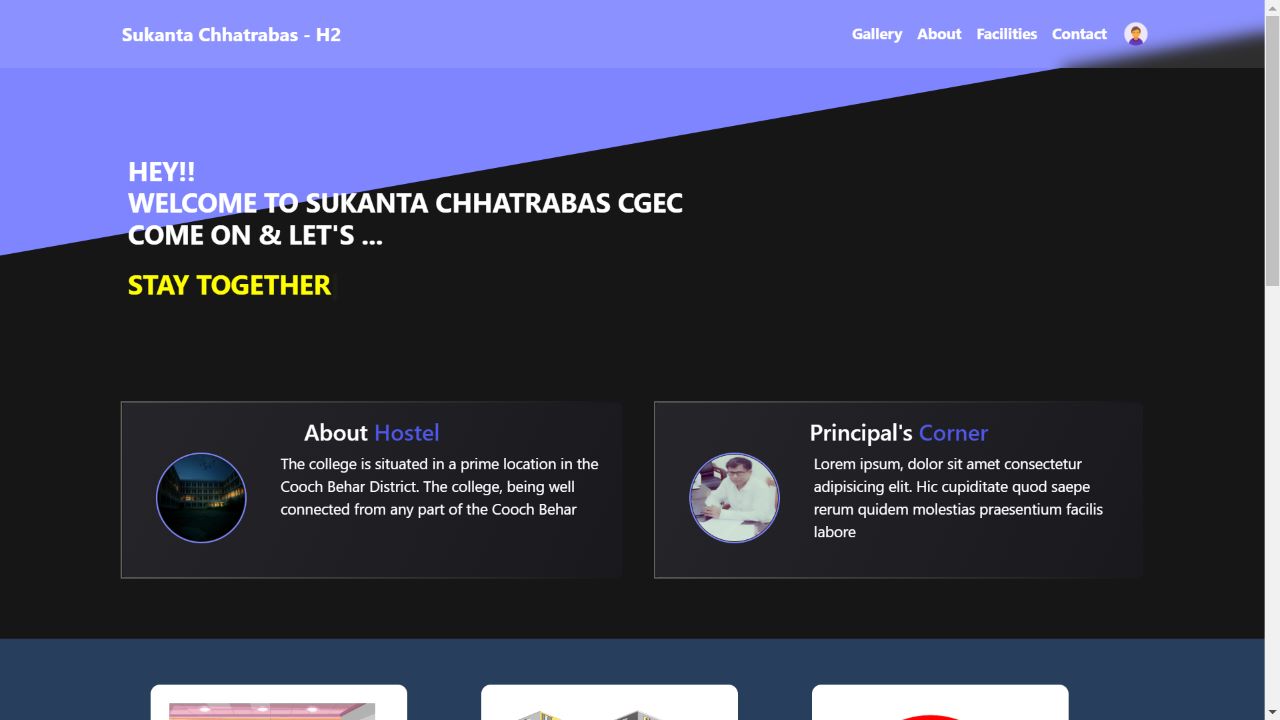 Sukanta Chhatrabas - H2
Gallery About Facilities Contact
HEY!!
WELCOME TO SUKANTA CHHATRABAS CGEC
COME ON & LET'S ...
STAY TOGETHER
About Hostel
The college is situated in a prime location in the
Cooch Behar District. The college, being well
connected from any part of the Cooch Behar
Principal's Corner
Lorem ipsum, dolor sit amet consectetur
adipisicing elit. Hic cupiditate quod saepe
rerum quidem molestias praesentium facilis
labore